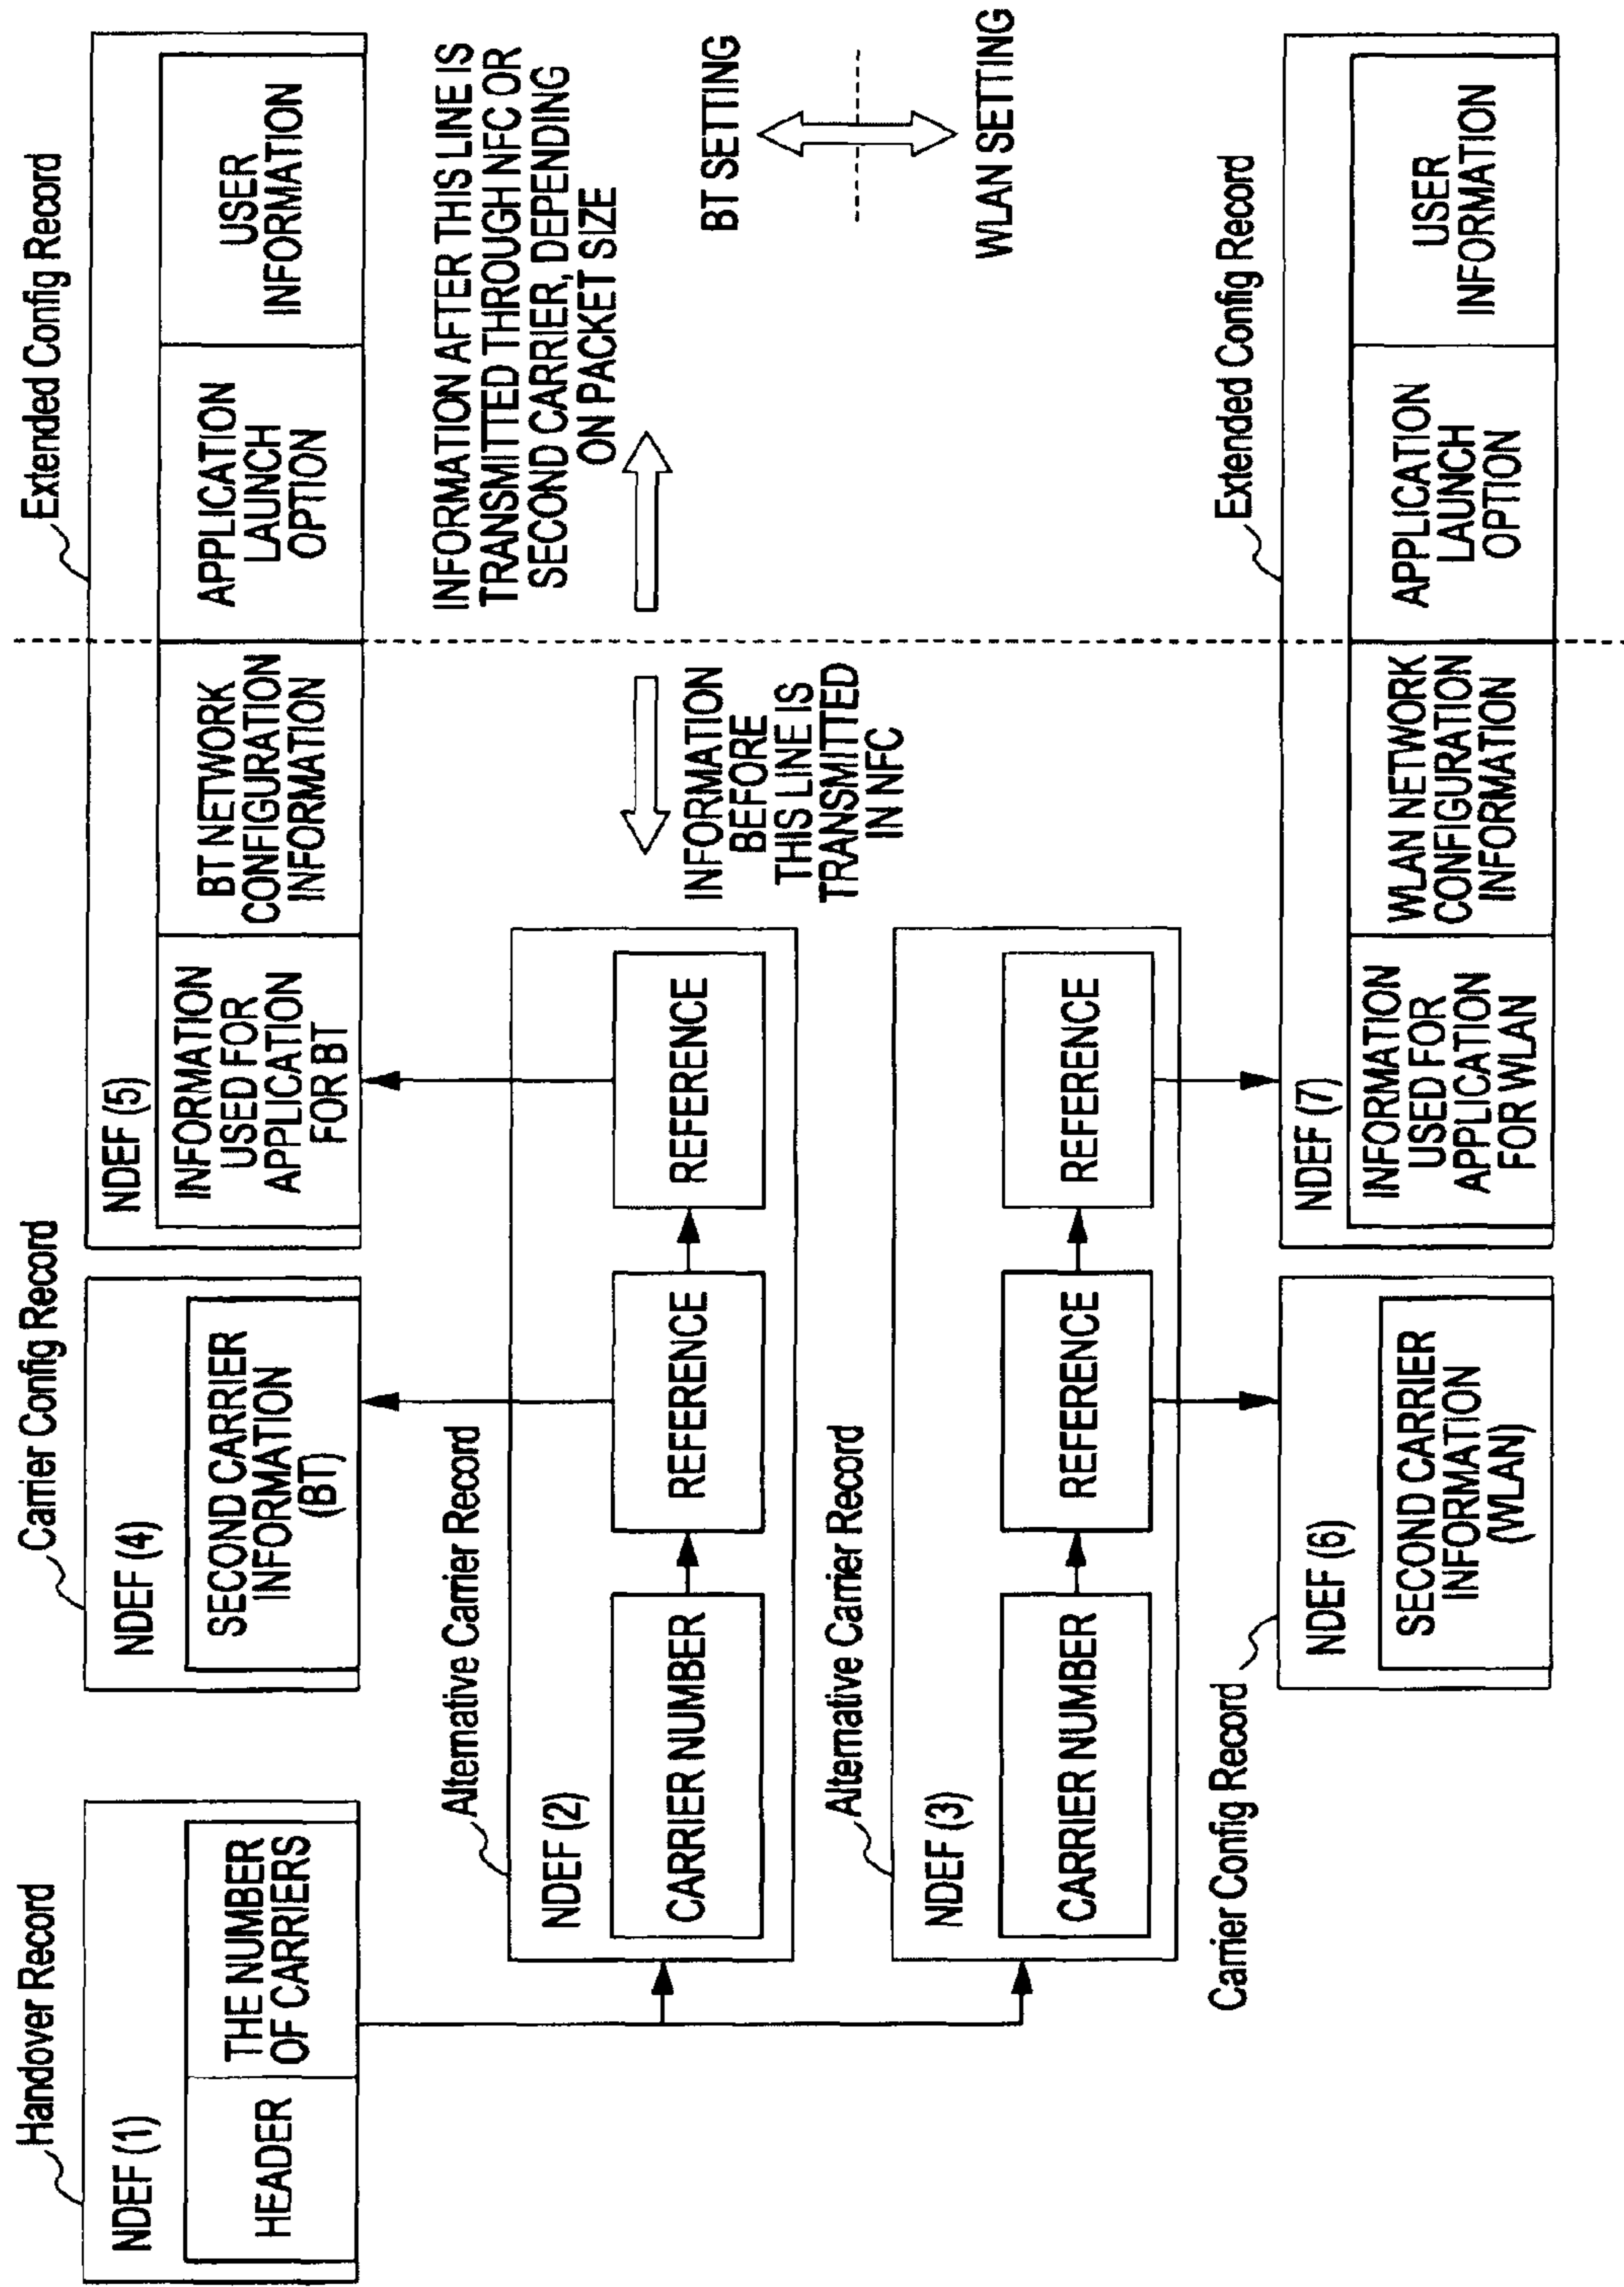 Handover Record
NDEF (1)
HEADER
THE NUMBER
OF CARRIERS
Carrier Config Record
NDEF (4)
SECOND CARRIER
INFORMATION
(BT)
Extended Config Record
NDEF (5)
INFORMATION
USED FOR
APPLICATION
FOR BT
BT NETWORK
CONFIGURATION
INFORMATION
APPLICATION
LAUNCH
OPTION
USER
INFORMATION
Alternative Carrier Record
NDEF (2)
CARRIER NUMBER
REFERENCE
REFERENCE
INFORMATION
BEFORE
THIS LINE IS
TRANSMITTED
IN NFC
INFORMATION AFTER THIS LINE IS
TRANSMITTED THROUGH NFC OR
SECOND CARRIER, DEPENDING
ON PACKET SIZE
BT SETTING
WLAN SETTING
Alternative Carrier Record
NDEF (3)
CARRIER NUMBER
REFERENCE
REFERENCE
Carrier Config Record
NDEF (6)
SECOND CARRIER
INFORMATION
(WLAN)
Extended Config Record
NDEF (7)
INFORMATION
USED FOR
APPLICATION
FOR WLAN
WLAN NETWORK
CONFIGURATION
INFORMATION
APPLICATION
LAUNCH
OPTION
USER
INFORMATION